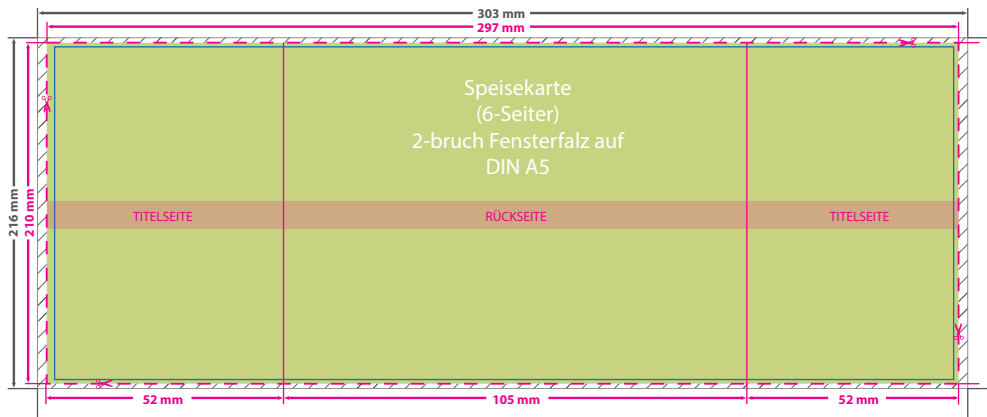 303 mm
297 mm
Speisekarte
(6-Seiter)
2-bruch Fensterfalz auf
DIN A5
216 mm
210 mm
TITELSEITE
RÜCKSEITE
TITELSEITE
52 mm
105 mm
52 mm